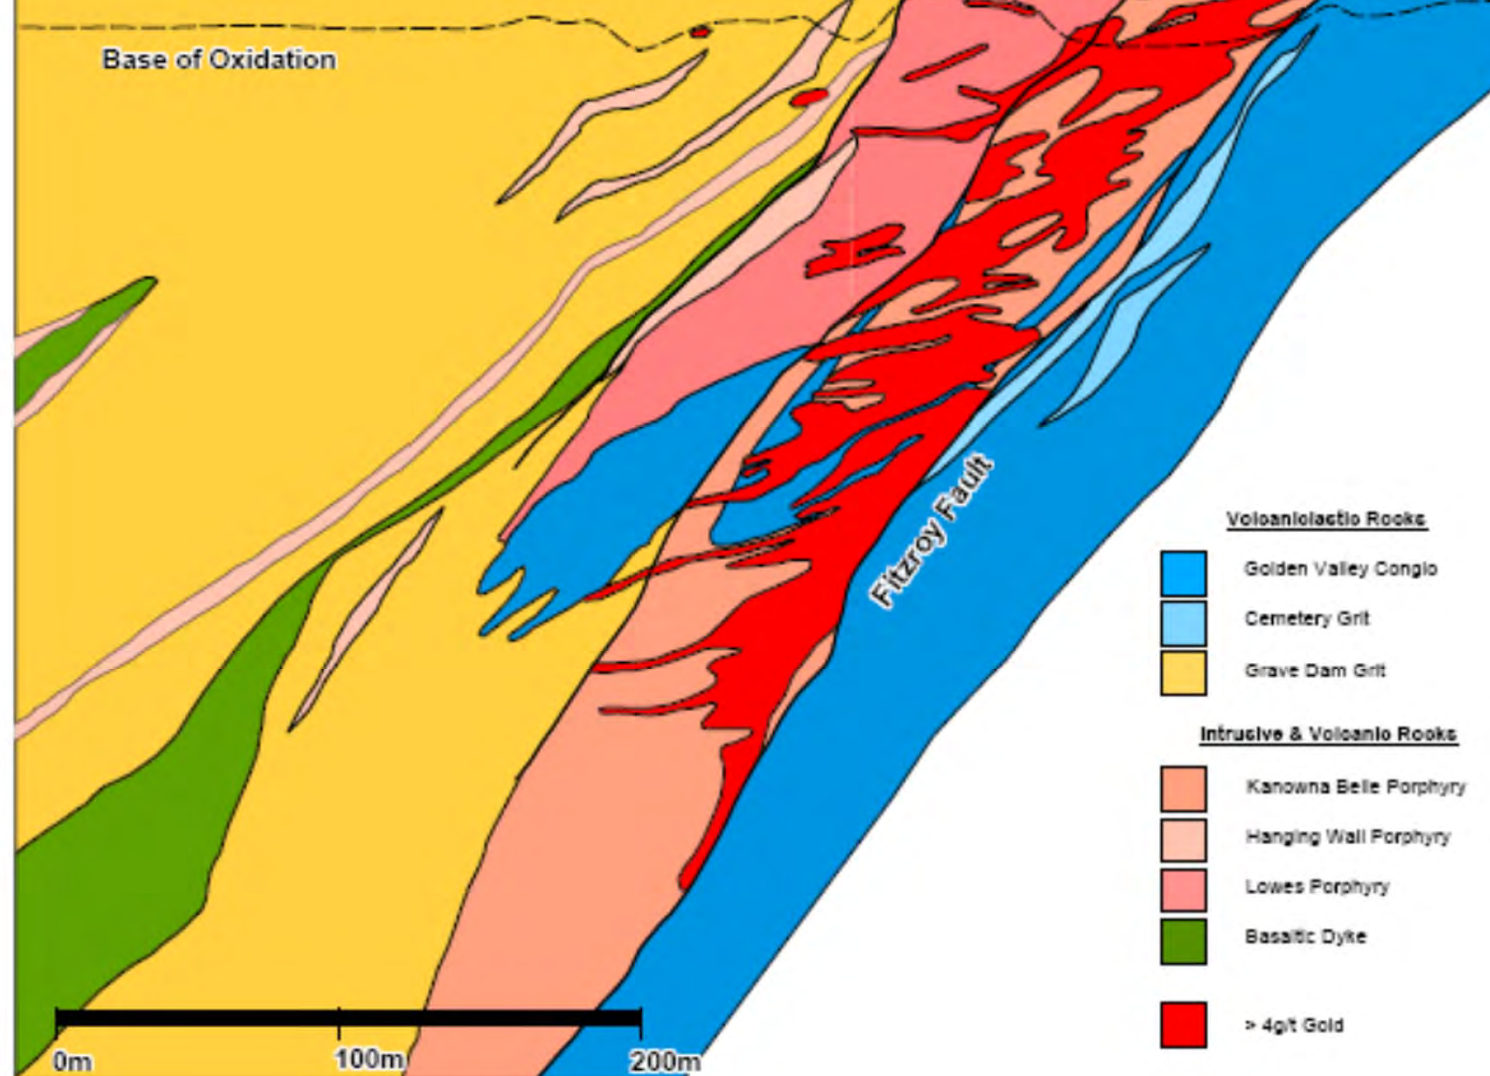 Base of Oxidation
Fitzroy Fault
Volcaniclastic Rocks
Golden Valley Conglo
Cemetery Grit
Grave Dam Grit
Intrusive & Volcanic Rocks
Kanowna Belle Porphyry
Hanging Wall Porphyry
Lowes Porphyry
Basaltic Dyke
> 4g/t Gold
0m 100m 200m